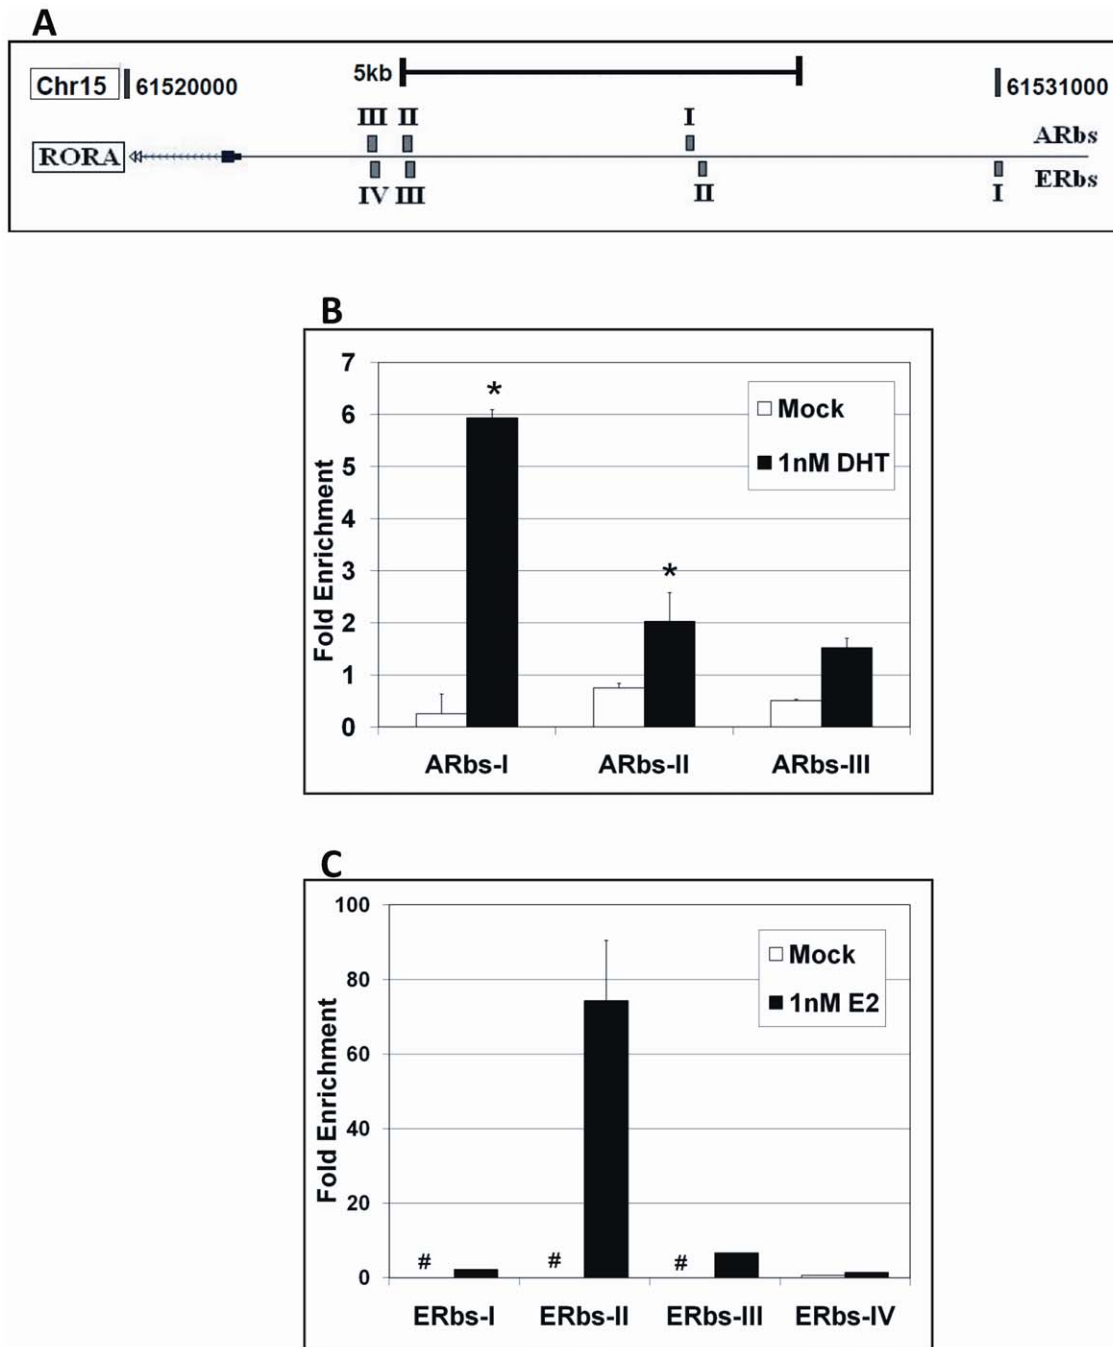 A
Chr15 61520000 5kb 61531000
III II I ARbs
RORA
IV III II I ERbs
B
Fold Enrichment
7
6
5
4
3
2
1
0
*
*
Mock
1nM DHT
ARbs-I ARbs-II ARbs-III
C
Fold Enrichment
100
80
60
40
20
0
Mock
1nM E2
# # #
ERbs-I ERbs-II ERbs-III ERbs-IV